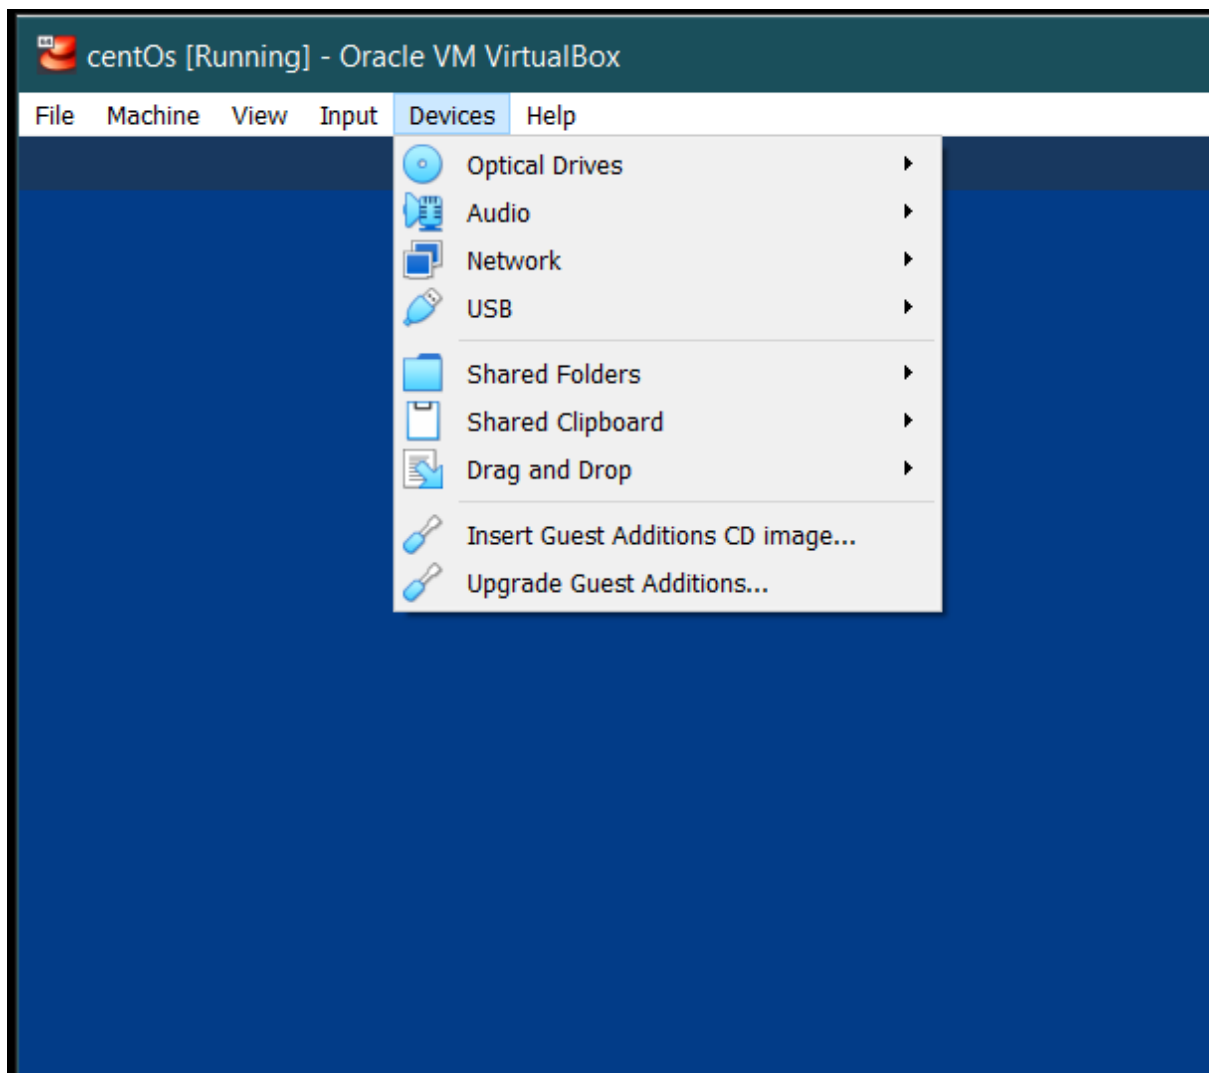 centOs [Running] - Oracle VM VirtualBox
File Machine View Input Devices Help
Optical Drives
Audio
Network
USB
Shared Folders
Shared Clipboard
Drag and Drop
Insert Guest Additions CD image...
Upgrade Guest Additions...